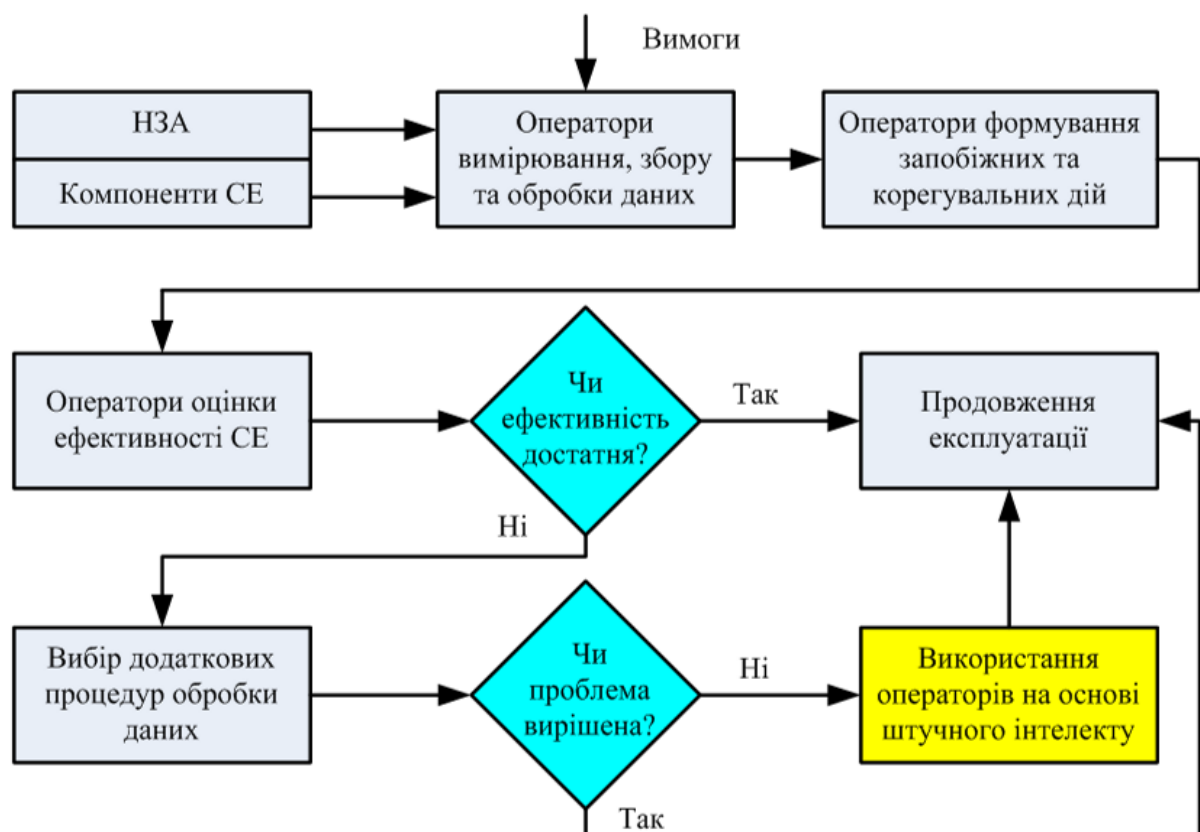 Вимоги
НЗА
Компоненти СЕ
Оператори
вимірювання, збору
та обробки даних
Оператори формування
запобіжних та
корегувальних дій
Оператори оцінки
ефективності СЕ
Чи
ефективність
достатня?
Так
Продовження
експлуатації
Ні
Вибір додаткових
процедур обробки
даних
Чи
проблема
вирішена?
Ні
Використання
операторів на основі
штучного інтелекту
Так